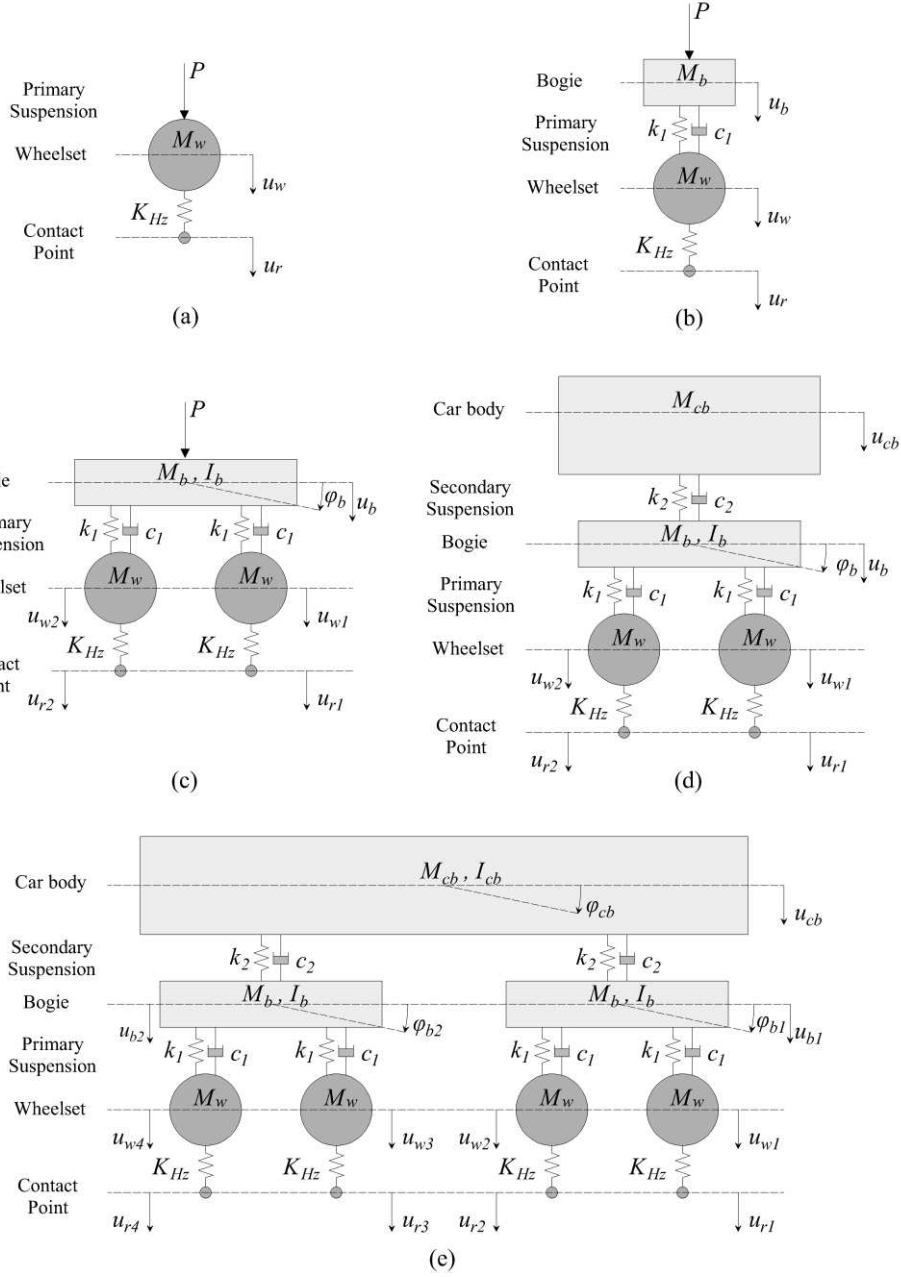 P
Primary
Suspension
M_w
Wheelset
u_w
K_Hz
Contact
Point
u_r
(a)
P
Bogie
M_b
u_b
Primary
Suspension
k_1 c_1
Wheelset
M_w
u_w
K_Hz
Contact
Point
u_r
(b)
P
M_b, I_b
φ_b u_b
k_1 c_1 k_1 c_1
M_w M_w
u_w2 u_w1
K_Hz K_Hz
u_r2 u_r1
(c)
Car body
M_cb
u_cb
Secondary
Suspension
k_2 c_2
Bogie
M_b, I_b
φ_b u_b
Primary
Suspension
k_1 c_1 k_1 c_1
Wheelset
M_w M_w
u_w2 u_w1
K_Hz K_Hz
Contact
Point
u_r2 u_r1
(d)
Car body
M_cb, I_cb
φ_cb
u_cb
Secondary
Suspension
k_2 c_2 k_2 c_2
Bogie
M_b, I_b M_b, I_b
u_b2 φ_b2 φ_b1 u_b1
Primary
Suspension
k_1 c_1 k_1 c_1 k_1 c_1 k_1 c_1
Wheelset
M_w M_w M_w M_w
u_w4 u_w3 u_w2 u_w1
K_Hz K_Hz K_Hz K_Hz
Contact
Point
u_r4 u_r3 u_r2 u_r1
(e)